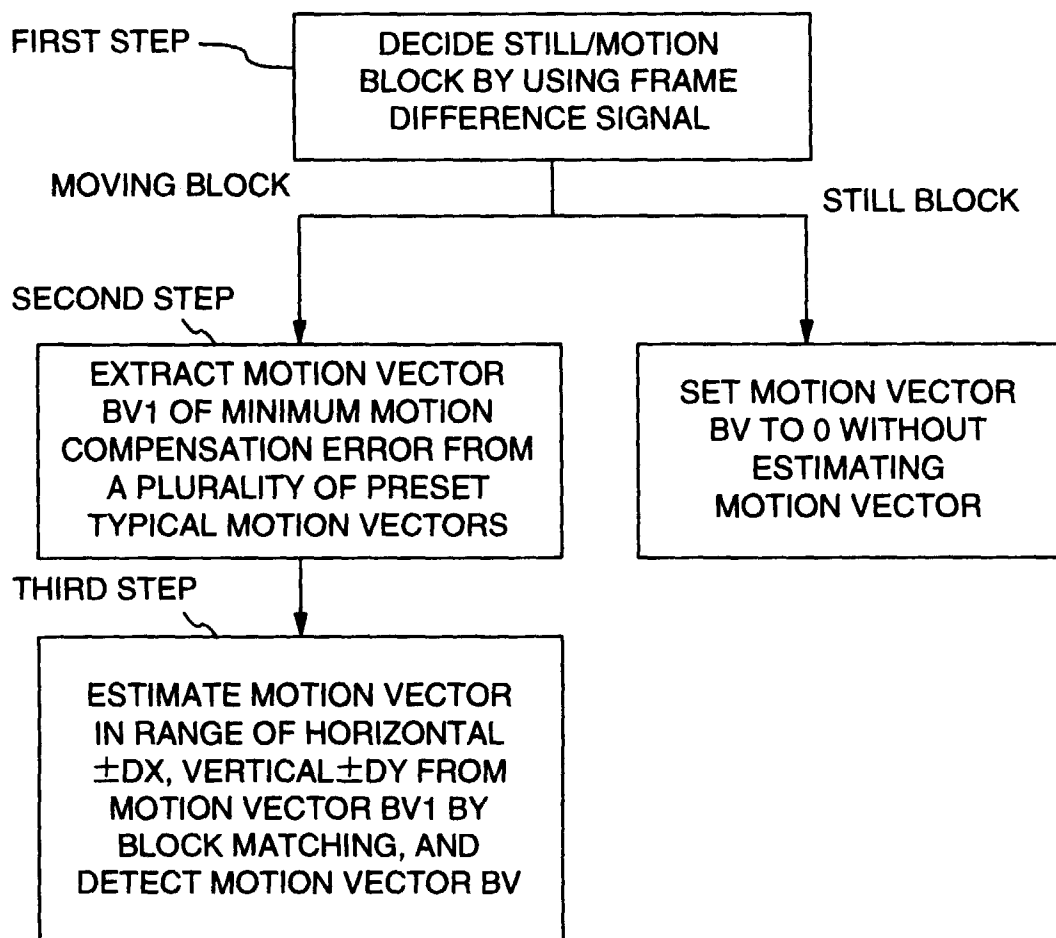 FIRST STEP
DECIDE STILL/MOTION
BLOCK BY USING FRAME
DIFFERENCE SIGNAL
MOVING BLOCK
STILL BLOCK
SECOND STEP
EXTRACT MOTION VECTOR
BV1 OF MINIMUM MOTION
COMPENSATION ERROR FROM
A PLURALITY OF PRESET
TYPICAL MOTION VECTORS
SET MOTION VECTOR
BV TO 0 WITHOUT
ESTIMATING
MOTION VECTOR
THIRD STEP
ESTIMATE MOTION VECTOR
IN RANGE OF HORIZONTAL
±DX, VERTICAL±DY FROM
MOTION VECTOR BV1 BY
BLOCK MATCHING, AND
DETECT MOTION VECTOR BV